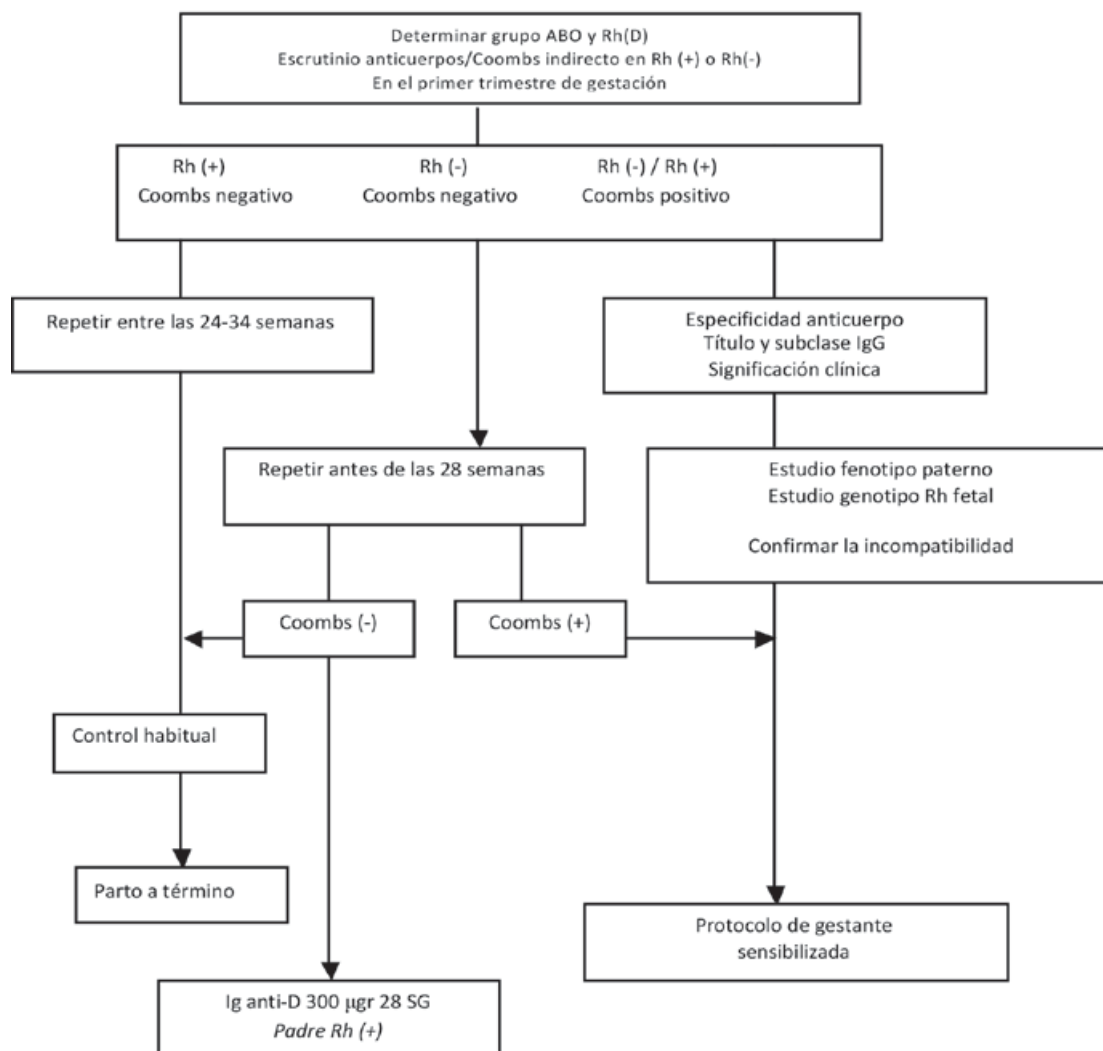 Determinar grupo ABO y Rh(D)
Escrutinio anticuerpos/Coombs indirecto en Rh (+) o Rh(-)
En el primer trimestre de gestación
Rh (+)
Coombs negativo
Rh (-)
Coombs negativo
Rh (-) / Rh (+)
Coombs positivo
Repetir entre las 24-34 semanas
Especificidad anticuerpo
Título y subclase IgG
Significación clínica
Repetir antes de las 28 semanas
Estudio fenotipo paterno
Estudio genotipo Rh fetal
Confirmar la incompatibilidad
Coombs (-)
Coombs (+)
Control habitual
Parto a término
Protocolo de gestante
sensibilizada
Ig anti-D 300 μgr 28 SG
Padre Rh (+)